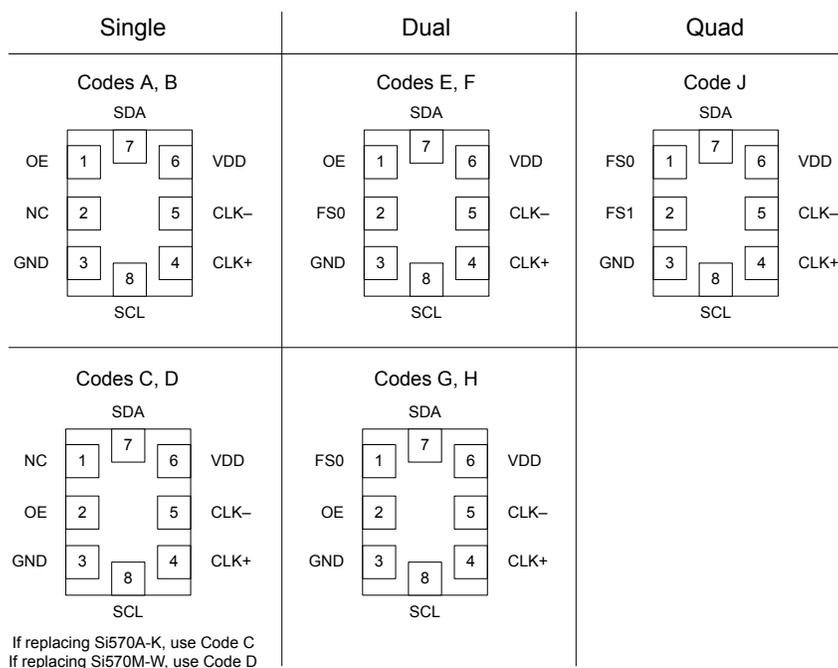 Single
Dual
Quad
Codes A, B
SDA
OE 1 7 6 VDD
NC 2 5 CLK–
GND 3 8 4 CLK+
SCL
Codes E, F
SDA
OE 1 7 6 VDD
FS0 2 5 CLK–
GND 3 8 4 CLK+
SCL
Code J
SDA
FS0 1 7 6 VDD
FS1 2 5 CLK–
GND 3 8 4 CLK+
SCL
Codes C, D
SDA
NC 1 7 6 VDD
OE 2 5 CLK–
GND 3 8 4 CLK+
SCL
If replacing Si570A-K, use Code C
If replacing Si570M-W, use Code D
Codes G, H
SDA
FS0 1 7 6 VDD
OE 2 5 CLK–
GND 3 8 4 CLK+
SCL